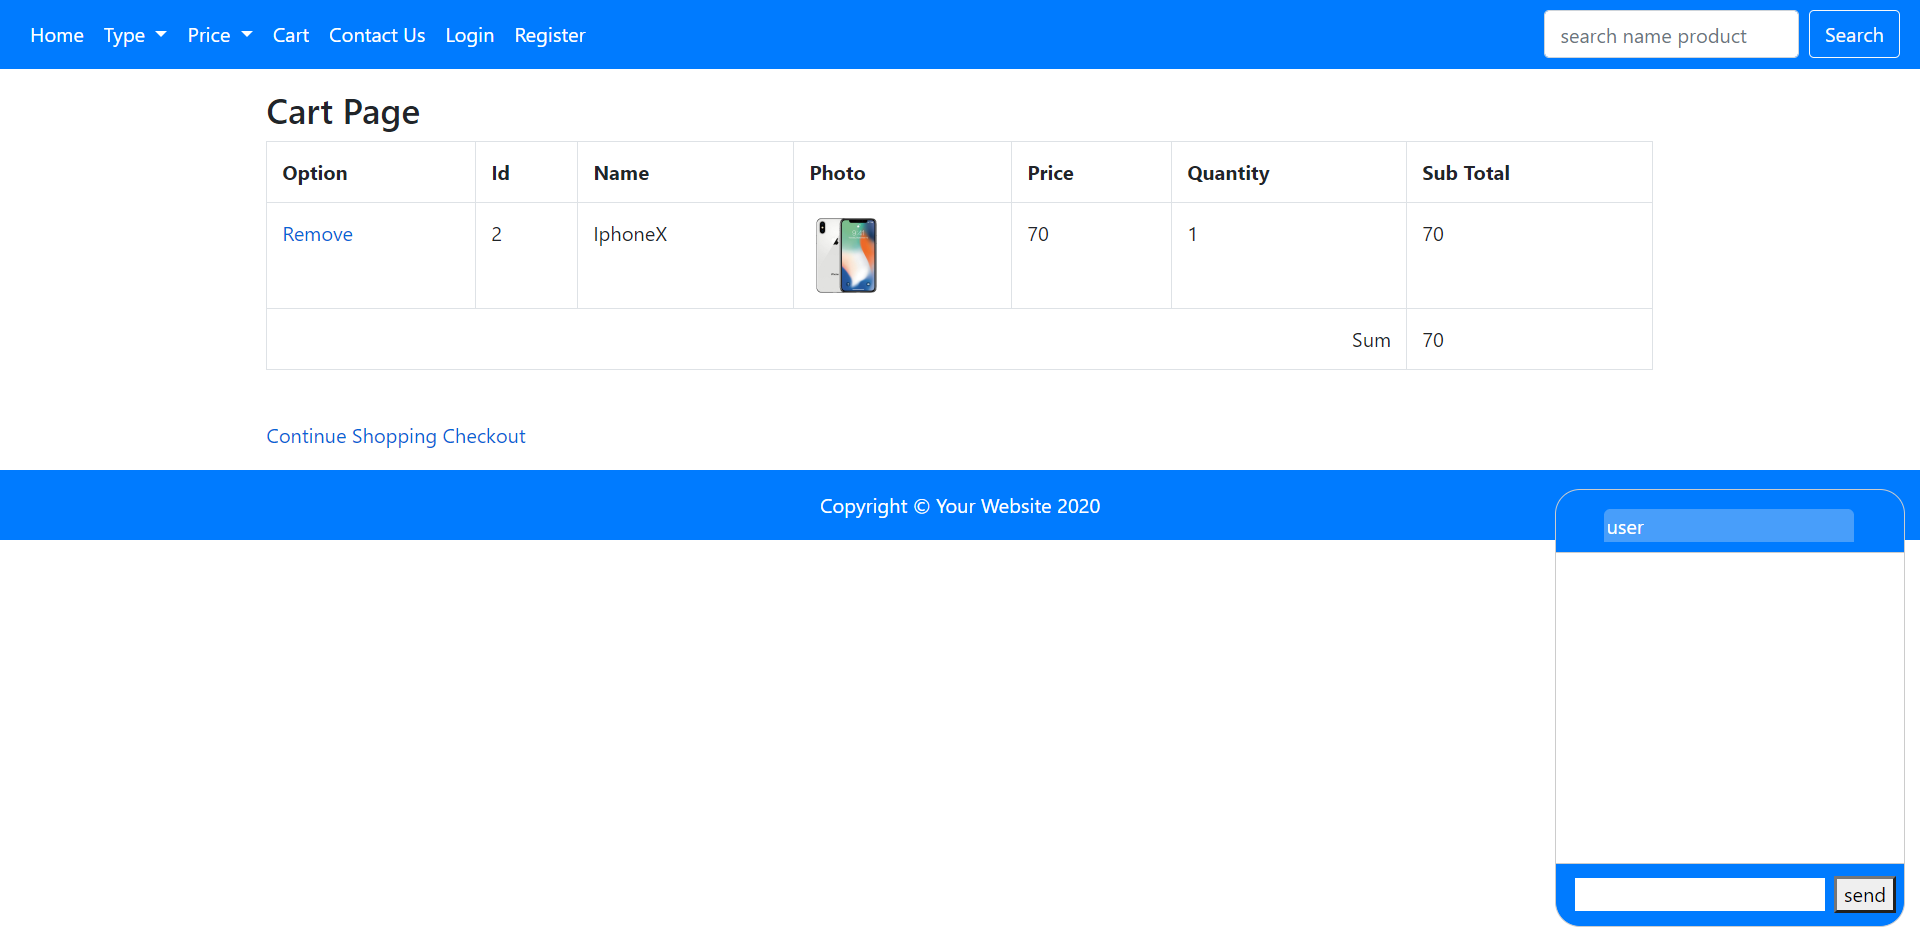 Home Type Price Cart Contact Us Login Register search name product Search
Cart Page
Option Id Name Photo Price Quantity Sub Total
Remove 2 IphoneX 70 1 70
Sum 70
Continue Shopping Checkout
Copyright © Your Website 2020
user
send